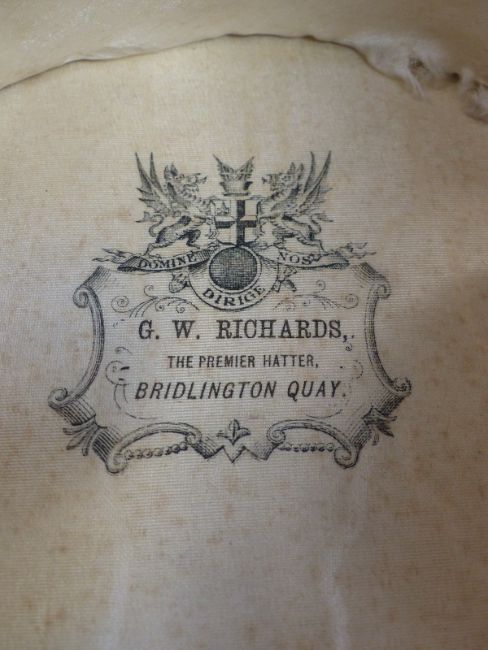 DOMINE DIRIGE NOS
G. W. RICHARDS,
THE PREMIER HATTER,
BRIDLINGTON QUAY.